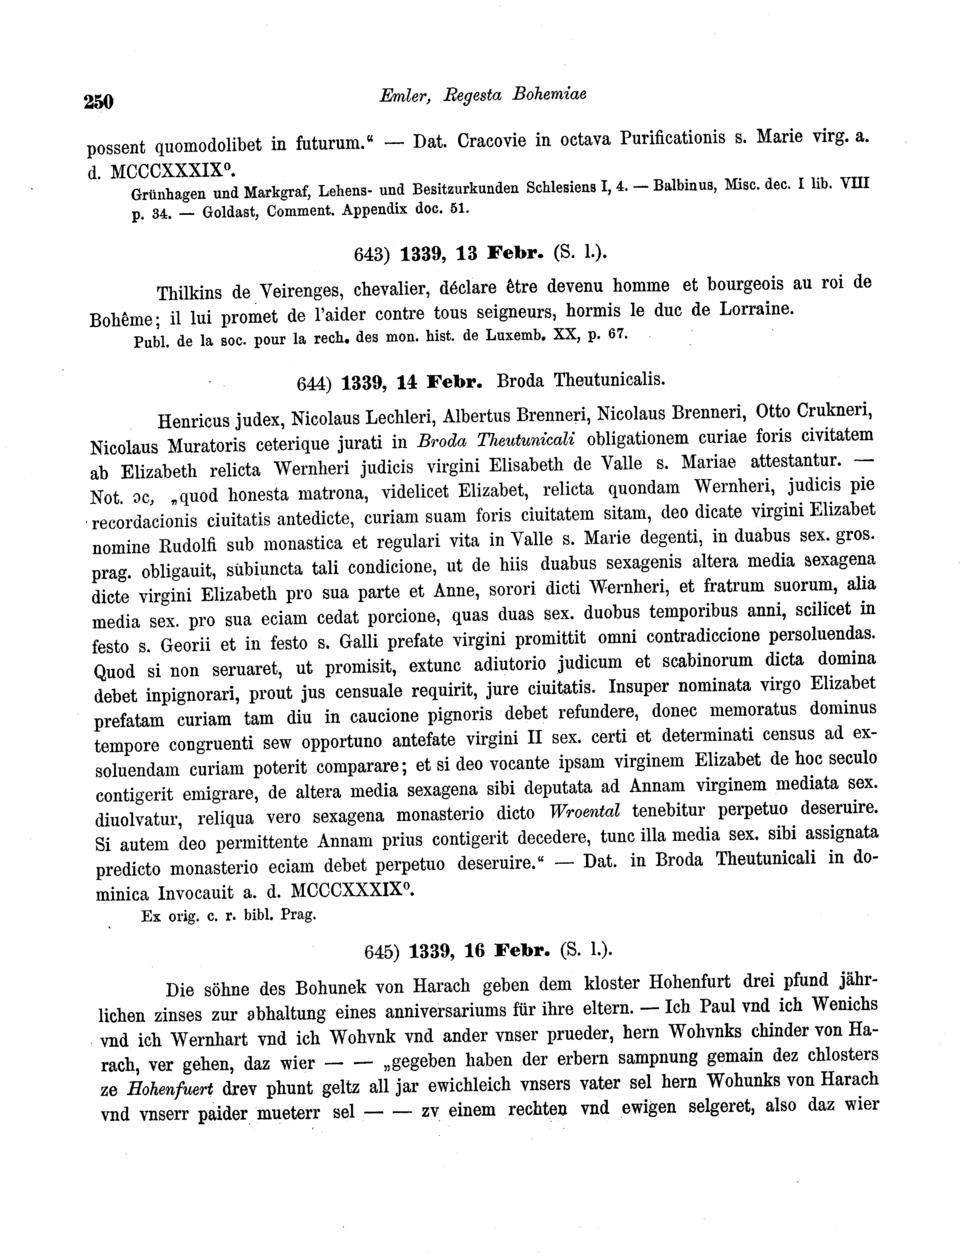 250
Emler, Regesta Bohemiae
possent quomodolibet in futurum.“ — Dat. Cracovie in octava Purificationis s. Marie virg. a.
d. MCCCXXXIX⁰.
Grünhagen und Markgraf, Lehens- und Besitzurkunden Schlesiens I, 4. — Balbinus, Misc. dec. I lib. VIII
p. 34. — Goldast, Comment. Appendix doc. 51.
643) 1339, 13 Febr. (S. l.).
Thilkins de Veirenges, chevalier, déclare être devenu homme et bourgeois au roi de
Bohême; il lui promet de l'aider contre tous seigneurs, hormis le duc de Lorraine.
Publ. de la soc. pour la rech. des mon. hist. de Luxemb. XX, p. 67.
644) 1339, 14 Febr. Broda Theutunicalis.
Henricus judex, Nicolaus Lechleri, Albertus Brenneri, Nicolaus Brenneri, Otto Crukneri,
Nicolaus Muratoris ceterique jurati in Broda Theutunicali obligationem curiae foris civitatem
ab Elizabeth relicta Wernheri judicis virgini Elisabeth de Valle s. Mariae attestantur. —
Not. ɔc, „quod honesta matrona, videlicet Elizabet, relicta quondam Wernheri, judicis pie
recordacionis ciuitatis antedicte, curiam suam foris ciuitatem sitam, deo dicate virgini Elizabet
nomine Rudolfi sub monastica et regulari vita in Valle s. Marie degenti, in duabus sex. gros.
prag. obligauit, subiuncta tali condicione, ut de hiis duabus sexagenis altera media sexagena
dicte virgini Elizabeth pro sua parte et Anne, sorori dicti Wernheri, et fratrum suorum, alia
media sex. pro sua eciam cedat porcione, quas duas sex. duobus temporibus anni, scilicet in
festo s. Georii et in festo s. Galli prefate virgini promittit omni contradiccione persoluendas.
Quod si non seruaret, ut promisit, extunc adiutorio judicum et scabinorum dicta domina
debet inpignorari, prout jus censuale requirit, jure ciuitatis. Insuper nominata virgo Elizabet
prefatam curiam tam diu in caucione pignoris debet refundere, donec memoratus dominus
tempore congruenti sew opportuno antefate virgini II sex. certi et determinati census ad ex-
soluendam curiam poterit comparare; et si deo vocante ipsam virginem Elizabet de hoc seculo
contigerit emigrare, de altera media sexagena sibi deputata ad Annam virginem mediata sex.
diuolvatur, reliqua vero sexagena monasterio dicto Wroental tenebitur perpetuo deseruire.
Si autem deo permittente Annam prius contigerit decedere, tunc illa media sex. sibi assignata
predicto monasterio eciam debet perpetuo deseruire.“ — Dat. in Broda Theutunicali in do-
minica Invocauit a. d. MCCCXXXIX⁰.
Ex orig. c. r. bibl. Prag.
645) 1339, 16 Febr. (S. l.).
Die söhne des Bohunek von Harach geben dem kloster Hohenfurt drei pfund jähr-
lichen zinses zur abhaltung eines anniversariums für ihre eltern. — Ich Paul vnd ich Wenichs
vnd ich Wernhart vnd ich Wohvnk vnd ander vnser prueder, hern Wohvnks chinder von Ha-
rach, ver gehen, daz wier — — „gegeben haben der erbern sampnung gemain dez chlosters
ze Hohenfuert drev phunt geltz all jar ewichleich vnsers vater sel hern Wohunks von Harach
vnd vnserr paider mueterr sel — — zv einem rechten vnd ewigen selgeret, also daz wier